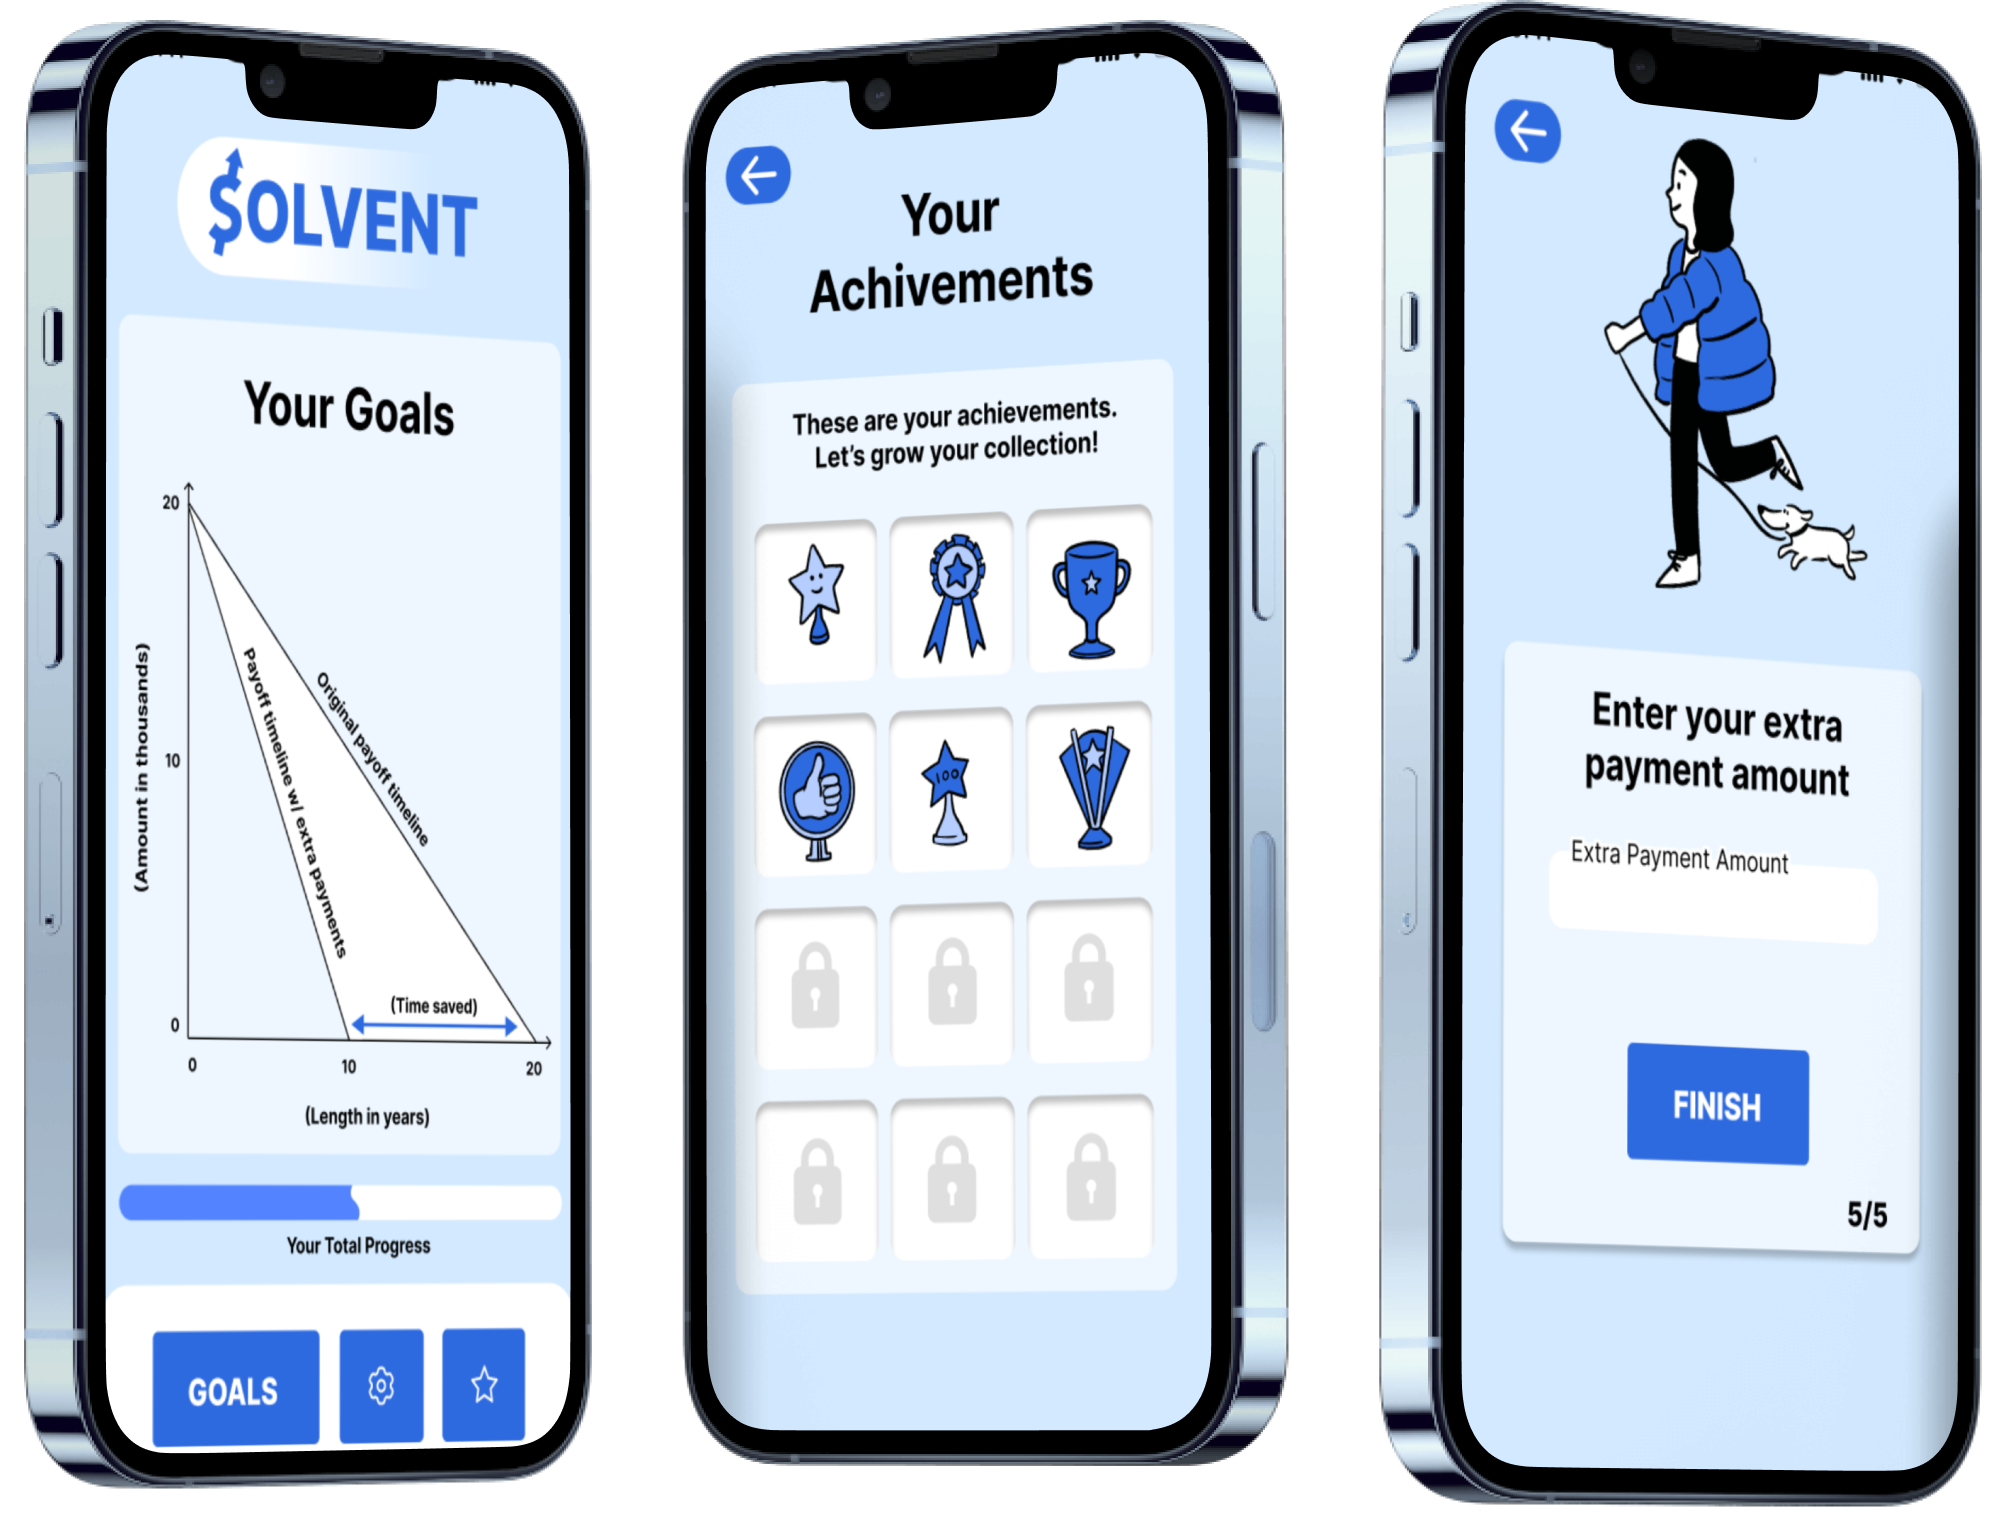 $OLVENT
Your Goals
20
10
0
(Amount in thousands)
Payoff timeline w/ extra payments
Original payoff timeline
(Time saved)
0
10
20
(Length in years)
Your Total Progress
GOALS
Your
Achivements
These are your achievements.
Let's grow your collection!
100
Enter your extra
payment amount
Extra Payment Amount
FINISH
5/5